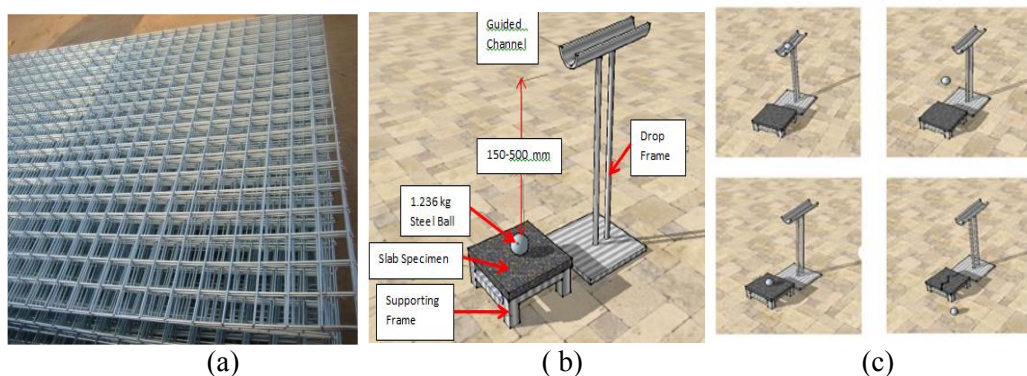 Guided
Channel
150-500 mm
Drop
Frame
1.236 kg
Steel Ball
Slab Specimen
Supporting
Frame
(a)
( b)
(c)